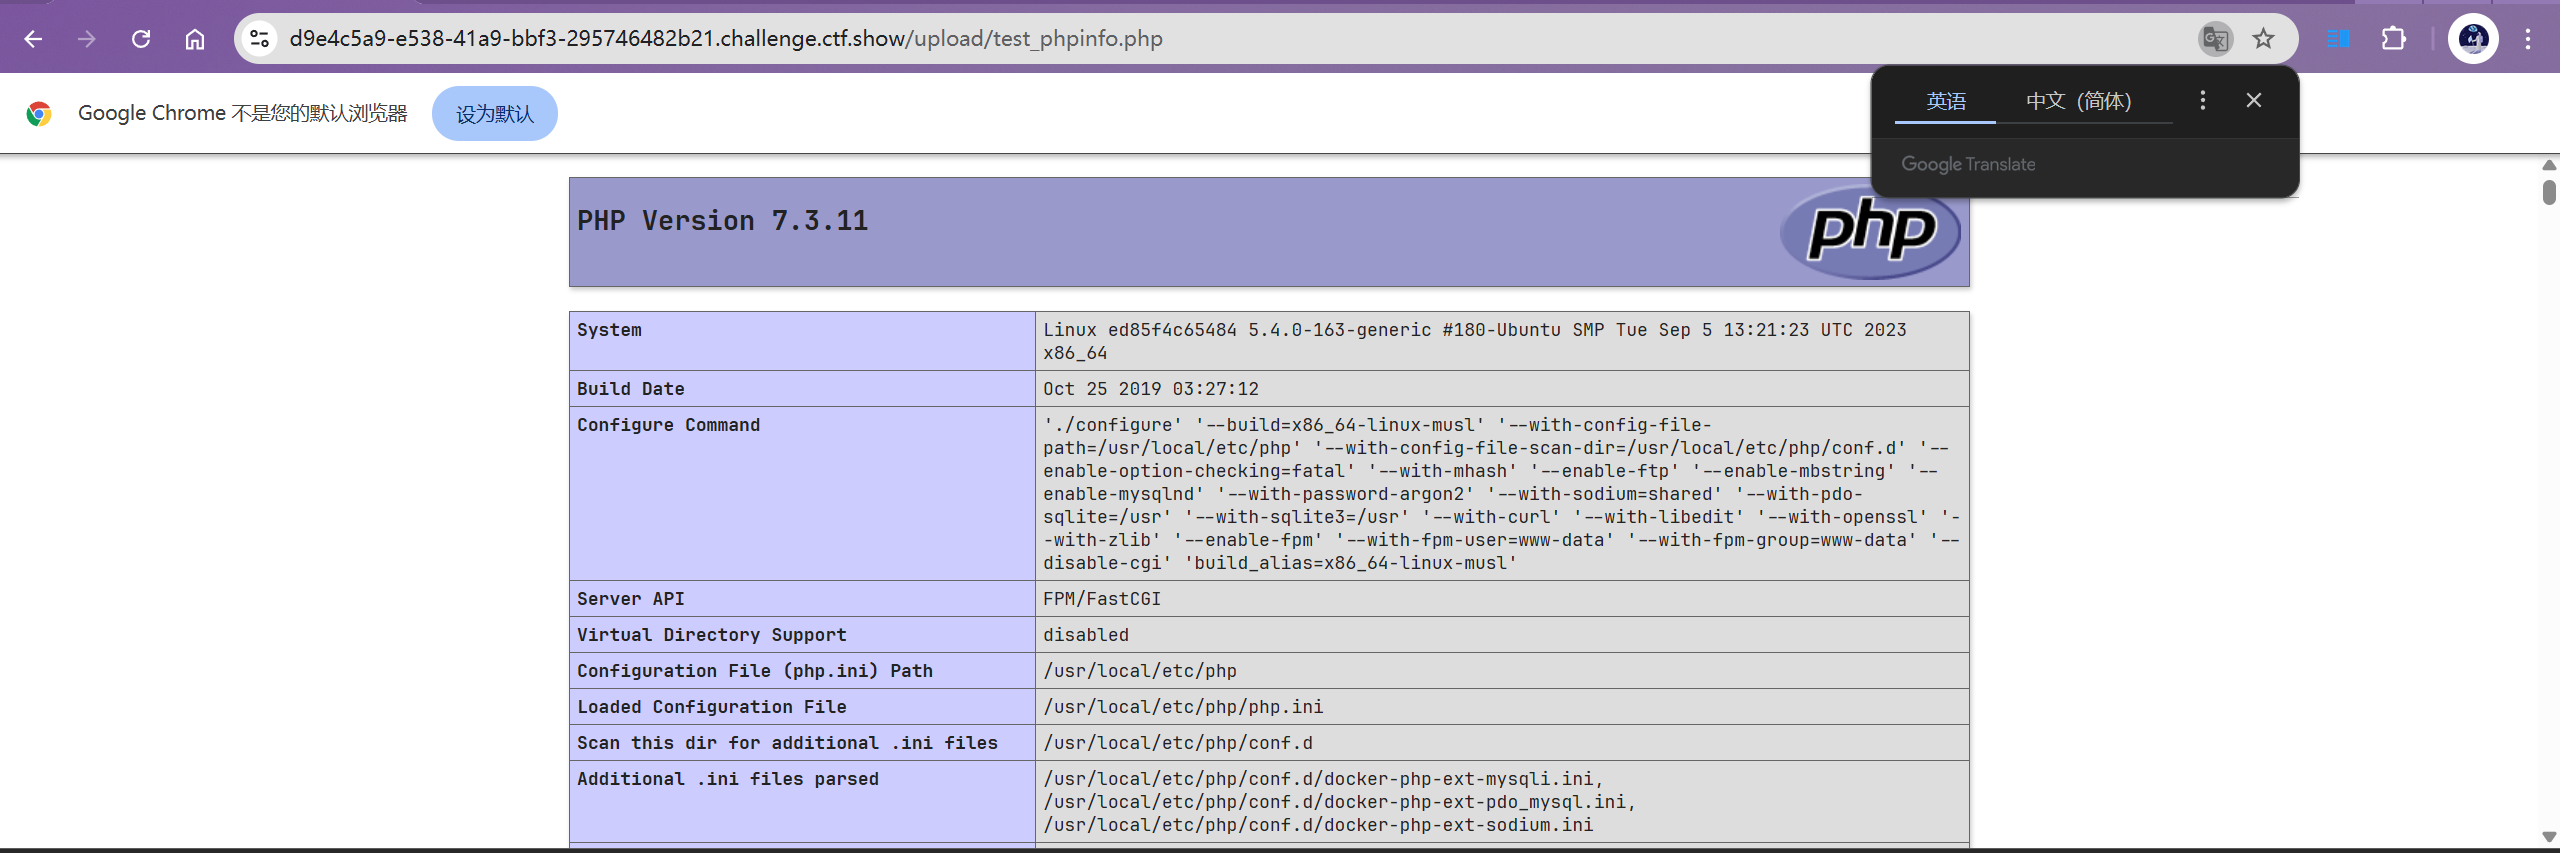 d9e4c5a9-e538-41a9-bbf3-295746482b21.challenge.ctf.show/upload/test_phpinfo.php
Google Chrome 不是您的默认浏览器
设为默认
英语
中文（简体）
Google Translate
PHP Version 7.3.11
php
System
Linux ed85f4c65484 5.4.0-163-generic #180-Ubuntu SMP Tue Sep 5 13:21:23 UTC 2023
x86_64
Build Date
Oct 25 2019 03:27:12
Configure Command
'./configure' '--build=x86_64-linux-musl' '--with-config-file-
path=/usr/local/etc/php' '--with-config-file-scan-dir=/usr/local/etc/php/conf.d' '--
enable-option-checking=fatal' '--with-mhash' '--enable-ftp' '--enable-mbstring' '--
enable-mysqlnd' '--with-password-argon2' '--with-sodium=shared' '--with-pdo-
sqlite=/usr' '--with-sqlite3=/usr' '--with-curl' '--with-libedit' '--with-openssl' '-
-with-zlib' '--enable-fpm' '--with-fpm-user=www-data' '--with-fpm-group=www-data' '--
disable-cgi' 'build_alias=x86_64-linux-musl'
Server API
FPM/FastCGI
Virtual Directory Support
disabled
Configuration File (php.ini) Path
/usr/local/etc/php
Loaded Configuration File
/usr/local/etc/php/php.ini
Scan this dir for additional .ini files
/usr/local/etc/php/conf.d
Additional .ini files parsed
/usr/local/etc/php/conf.d/docker-php-ext-mysqli.ini,
/usr/local/etc/php/conf.d/docker-php-ext-pdo_mysql.ini,
/usr/local/etc/php/conf.d/docker-php-ext-sodium.ini